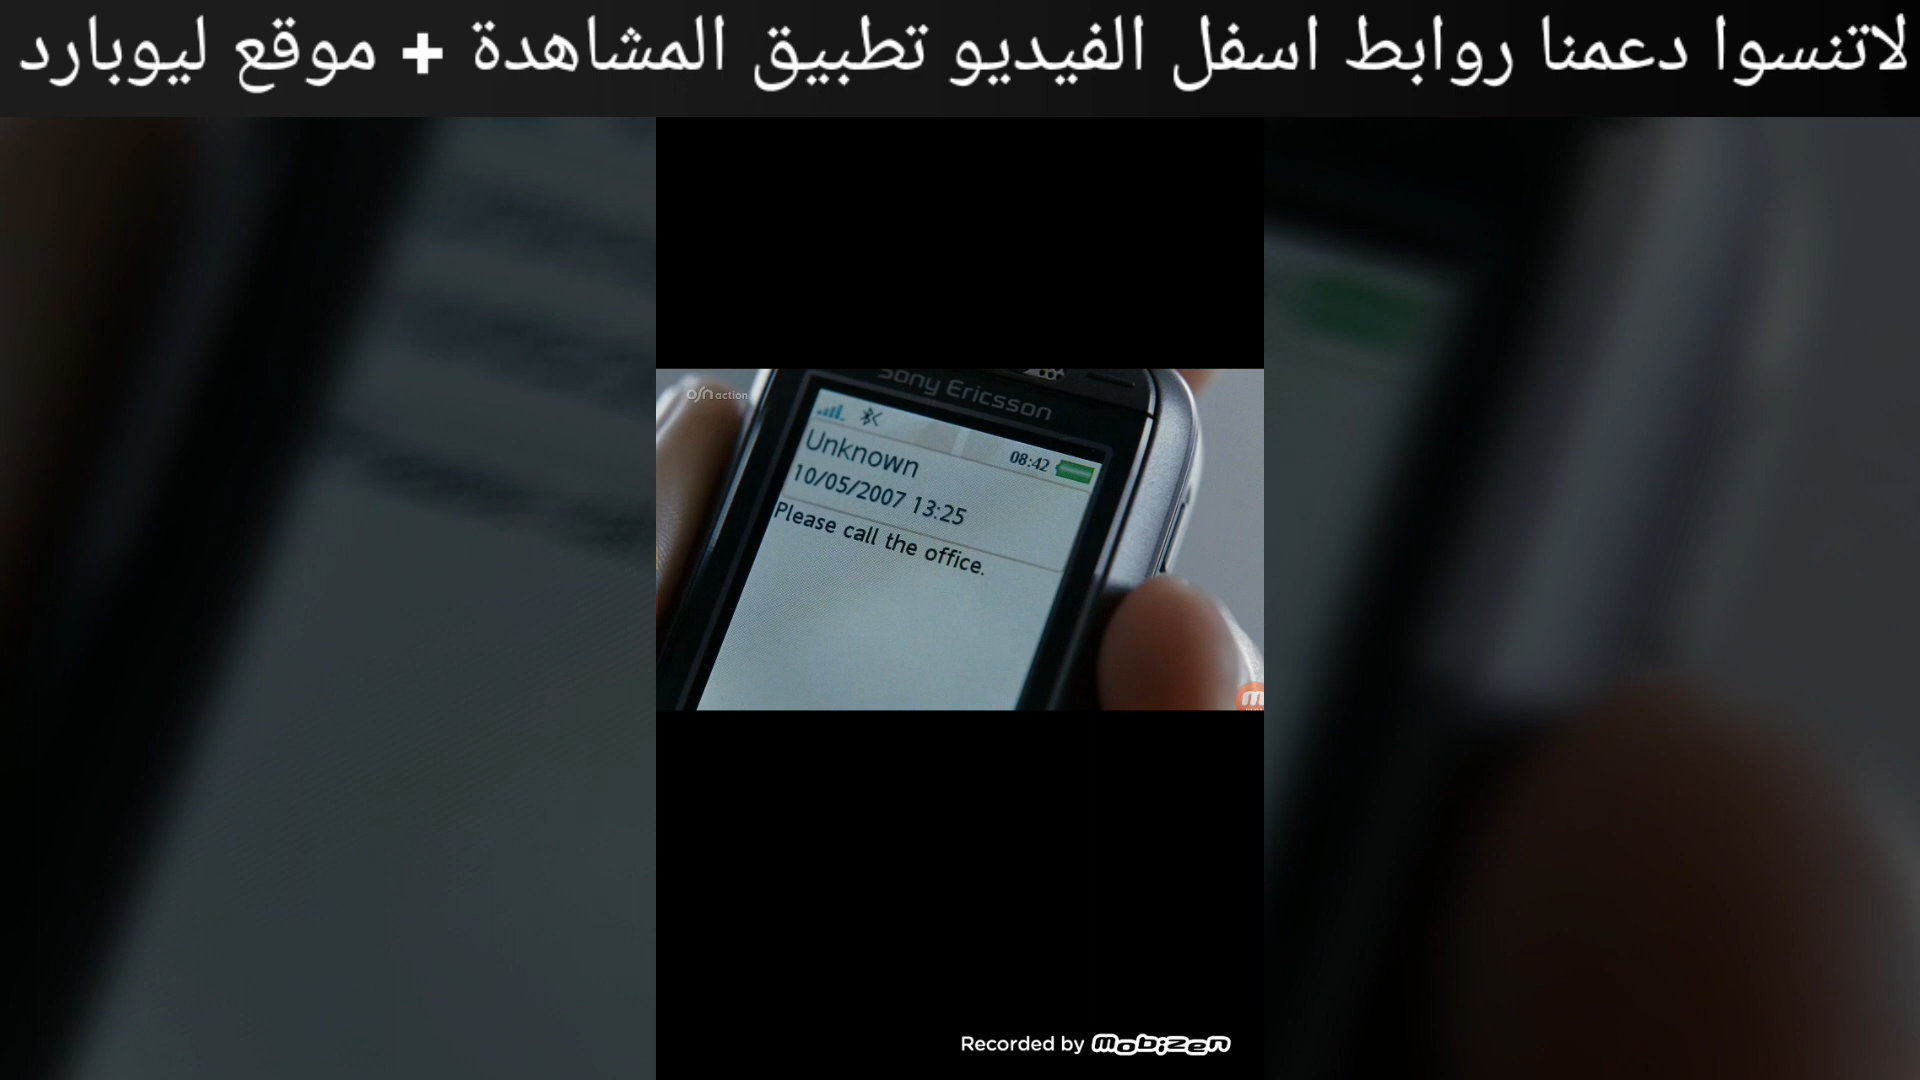 لاتنسوا دعمنا روابط اسفل الفيديو تطبيق المشاهدة + موقع ليوبارد
osn action
Sony Ericsson
08:42
Unknown
10/05/2007 13:25
Please call the office.
Recorded by Mobizen